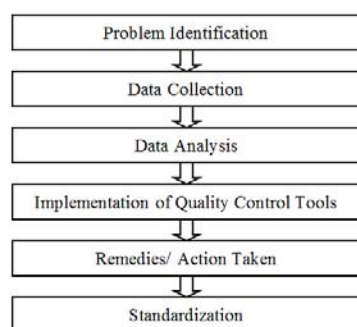 Problem Identification
Data Collection
Data Analysis
Implementation of Quality Control Tools
Remedies/ Action Taken
Standardization